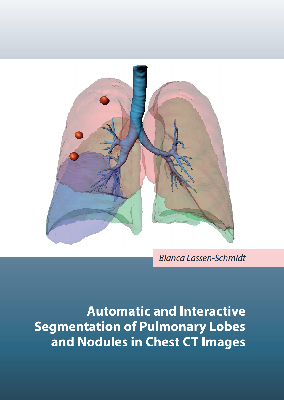 Bianca Lassen-Schmidt
Automatic and Interactive
Segmentation of Pulmonary Lobes
and Nodules in Chest CT Images